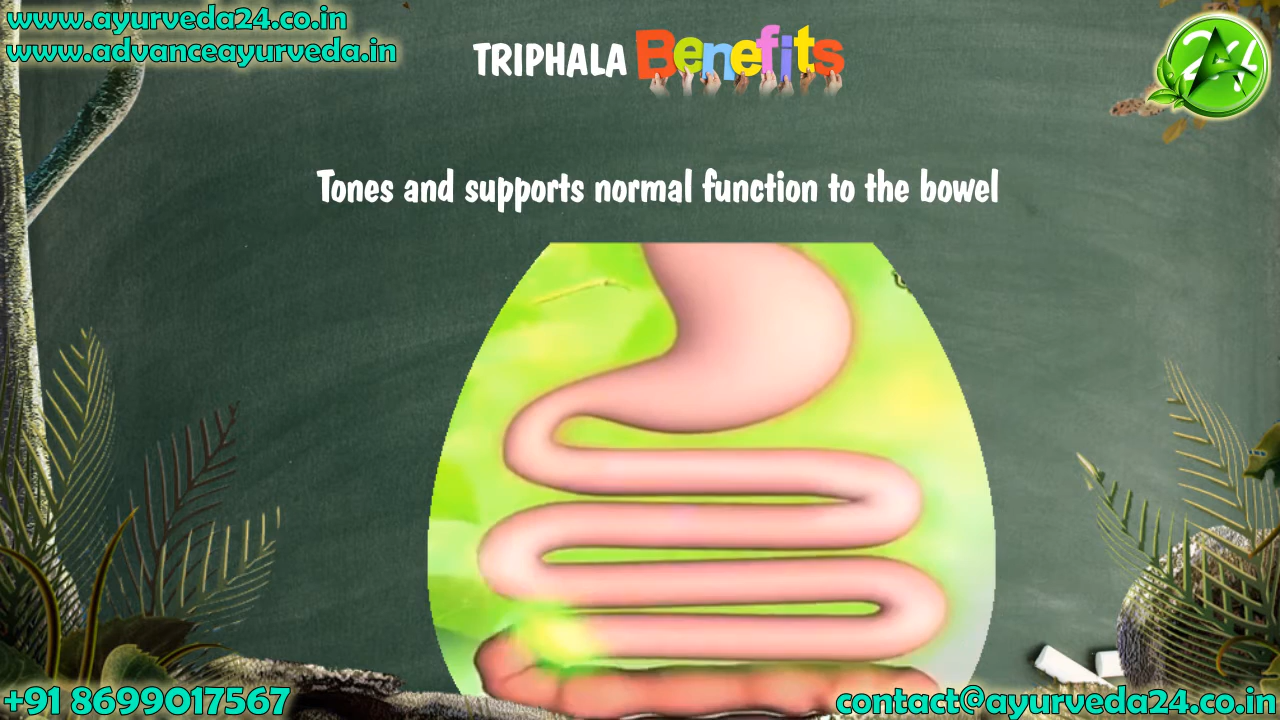 www.ayurveda24.co.in
www.advanceayurveda.in
TRIPHALA Benefits
24
Tones and supports normal function to the bowel
+91 8699017567
contact@ayurveda24.co.in